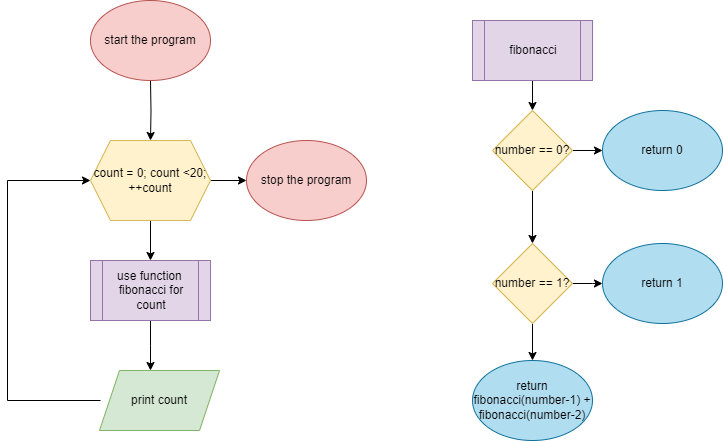 start the program
count = 0; count <20;
++count
stop the program
use function
fibonacci for
count
print count
fibonacci
number == 0?
return 0
number == 1?
return 1
return
fibonacci(number-1) +
fibonacci(number-2)